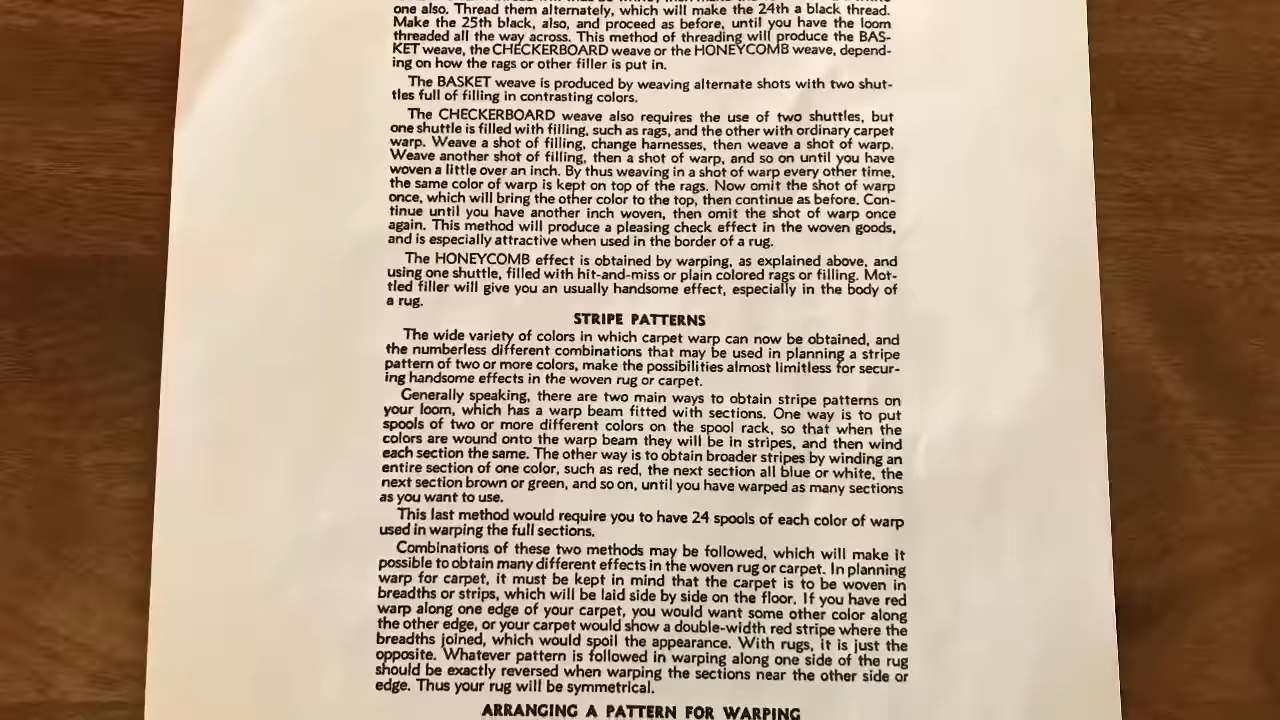 one also. Thread them alternately, which will make the 24th a black thread.
Make the 25th black, also, and proceed as before, until you have the loom
threaded all the way across. This method of threading will produce the BAS-
KET weave, the CHECKERBOARD weave or the HONEYCOMB weave, depend-
ing on how the rags or other filler is put in.
The BASKET weave is produced by weaving alternate shots with two shut-
tles full of filling in contrasting colors.
The CHECKERBOARD weave also requires the use of two shuttles, but
one shuttle is filled with filling, such as rags, and the other with ordinary carpet
warp. Weave a shot of filling, change harnesses, then weave a shot of warp.
Weave another shot of filling, then a shot of warp, and so on until you have
woven a little over an inch. By thus weaving in a shot of warp every other time,
the same color of warp is kept on top of the rags. Now omit the shot of warp
once, which will bring the other color to the top, then continue as before. Con-
tinue until you have another inch woven, then omit the shot of warp once
again. This method will produce a pleasing check effect in the woven goods,
and is especially attractive when used in the border of a rug.
The HONEYCOMB effect is obtained by warping, as explained above, and
using one shuttle, filled with hit-and-miss or plain colored rags or filling. Mot-
tled filler will give you an usually handsome effect, especially in the body of
a rug.
STRIPE PATTERNS
The wide variety of colors in which carpet warp can now be obtained, and
the numberless different combinations that may be used in planning a stripe
pattern of two or more colors, make the possibilities almost limitless for secur-
ing handsome effects in the woven rug or carpet.
Generally speaking, there are two main ways to obtain stripe patterns on
your loom, which has a warp beam fitted with sections. One way is to put
spools of two or more different colors on the spool rack, so that when the
colors are wound onto the warp beam they will be in stripes, and then wind
each section the same. The other way is to obtain broader stripes by winding an
entire section of one color, such as red, the next section all blue or white, the
next section brown or green, and so on, until you have warped as many sections
as you want to use.
This last method would require you to have 24 spools of each color of warp
used in warping the full sections.
Combinations of these two methods may be followed, which will make it
possible to obtain many different effects in the woven rug or carpet. In planning
warp for carpet, it must be kept in mind that the carpet is to be woven in
breadths or strips, which will be laid side by side on the floor. If you have red
warp along one edge of your carpet, you would want some other color along
the other edge, or your carpet would show a double-width red stripe where the
breadths joined, which would spoil the appearance. With rugs, it is just the
opposite. Whatever pattern is followed in warping along one side of the rug
should be exactly reversed when warping the sections near the other side or
edge. Thus your rug will be symmetrical.
ARRANGING A PATTERN FOR WARPING